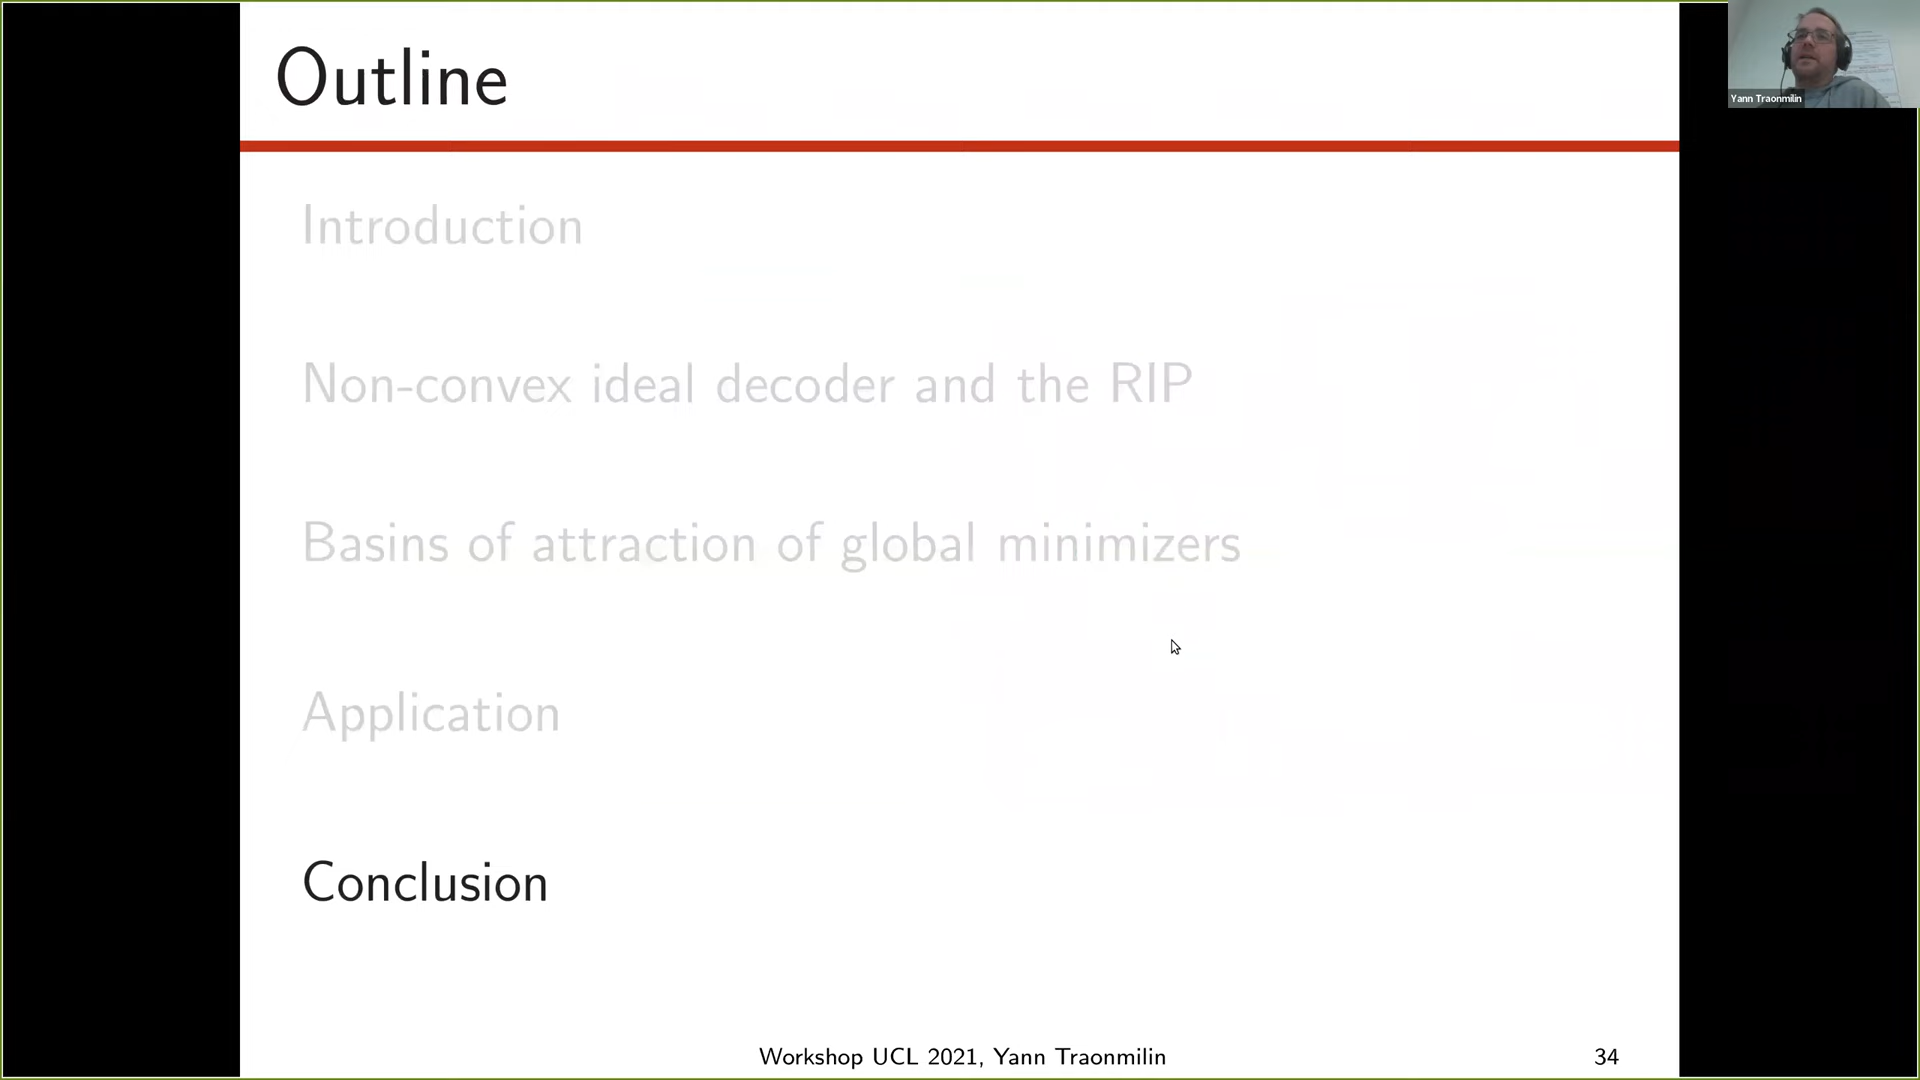 Outline
Yann Traonmilin
Introduction
Non-convex ideal decoder and the RIP
Basins of attraction of global minimizers
Application
Conclusion
Workshop UCL 2021, Yann Traonmilin
34